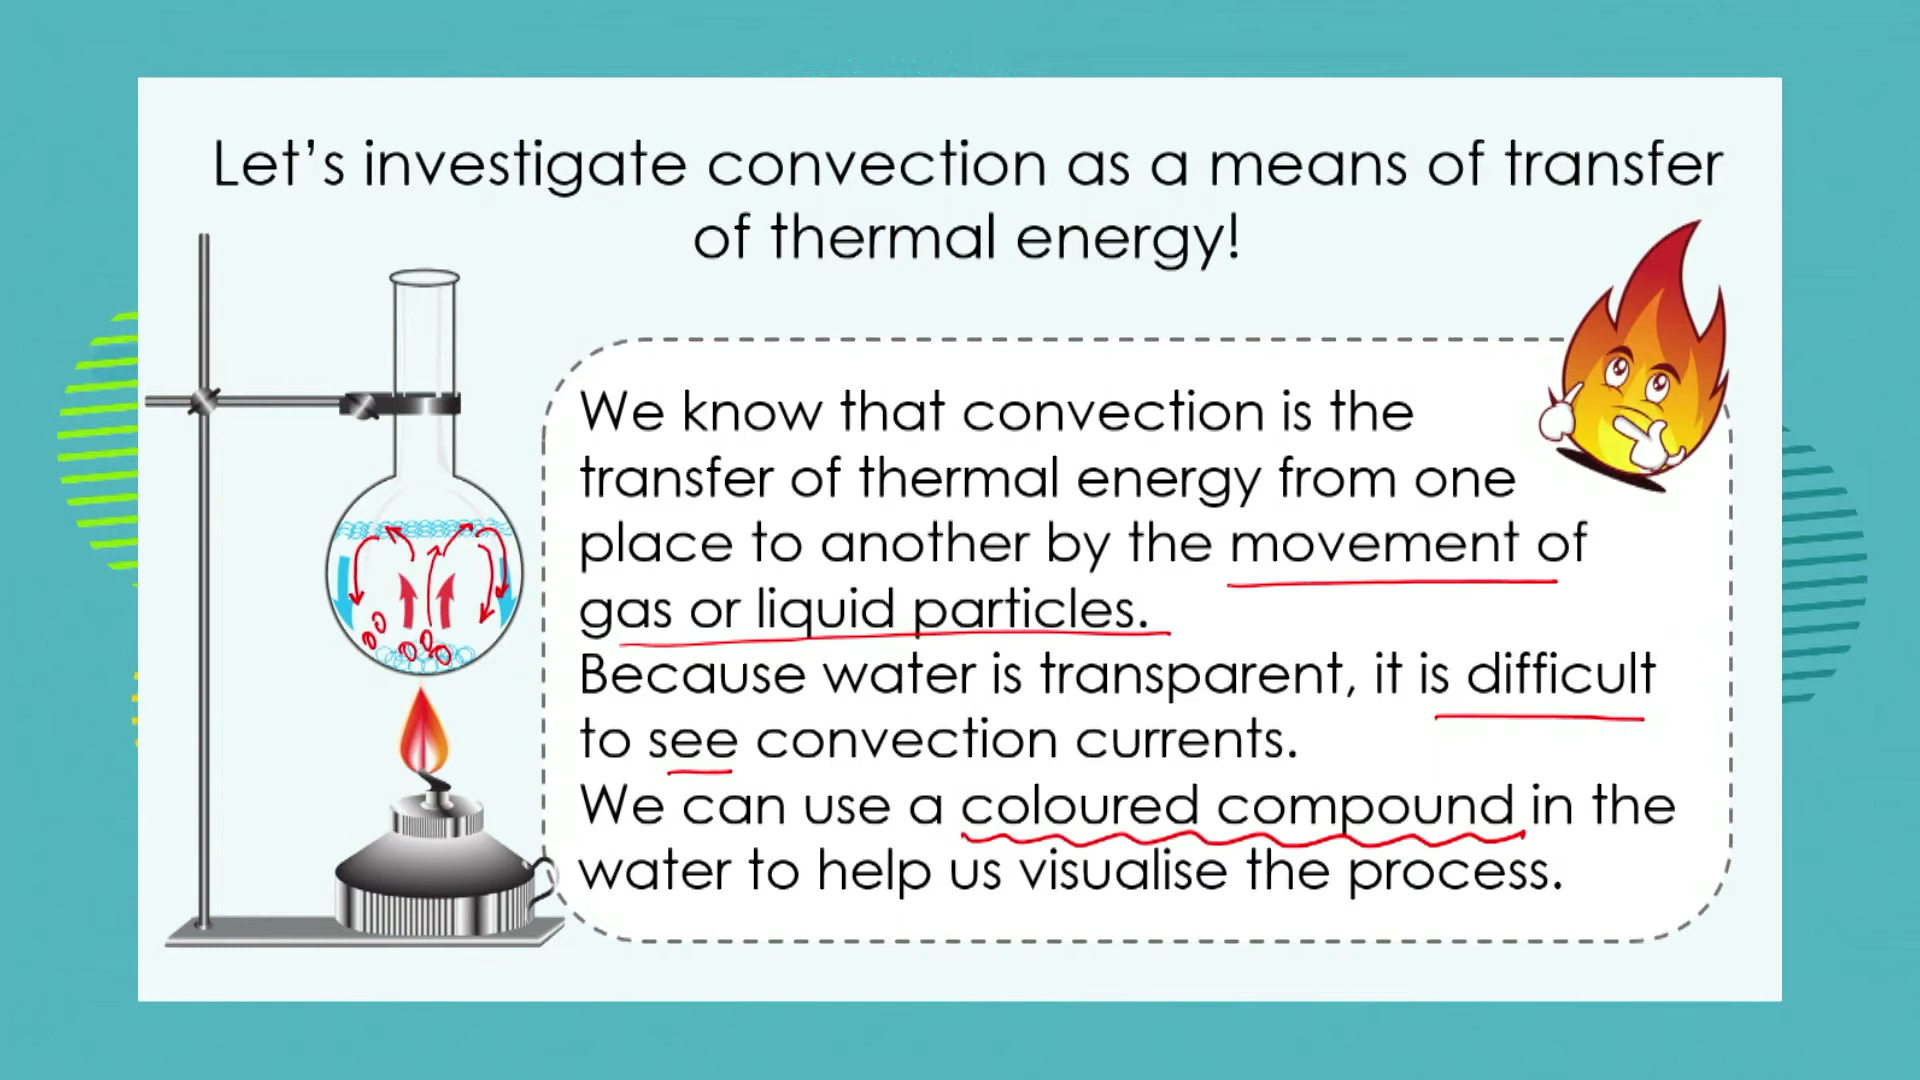 Let’s investigate convection as a means of transfer
of thermal energy!
We know that convection is the
transfer of thermal energy from one
place to another by the movement of
gas or liquid particles.
Because water is transparent, it is difficult
to see convection currents.
We can use a coloured compound in the
water to help us visualise the process.